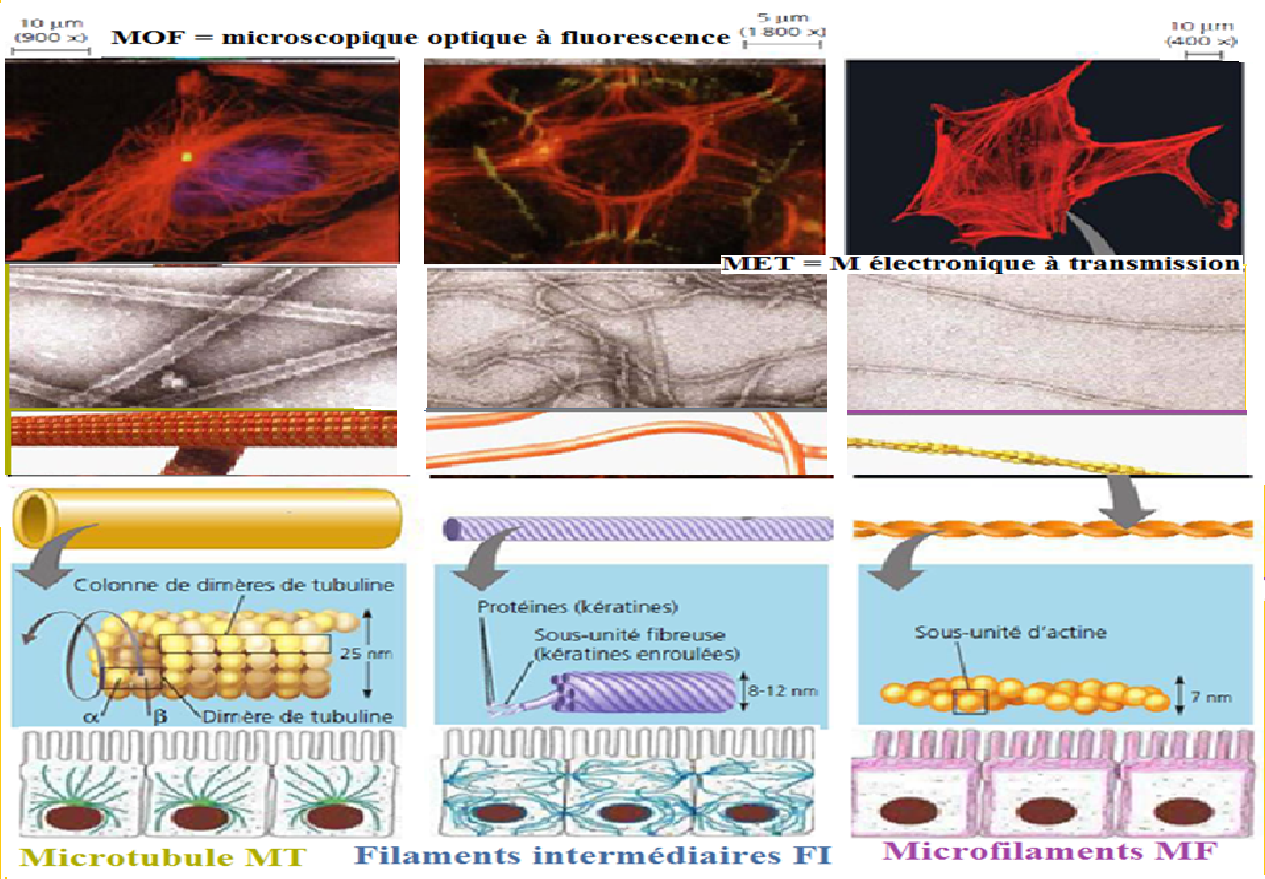 10 µm
(900 x)
MOF = microscopique optique à fluorescence
5 µm
(1 800 x)
10 µm
(400 x)
MET = M électronique à transmission
Colonne de dimères de tubuline
25 nm
α
β
Dimère de tubuline
Protéines (kératines)
Sous-unité fibreuse
(kératines enroulées)
8-12 nm
Sous-unité d'actine
7 nm
Microtubule MT
Filaments intermédiaires FI
Microfilaments MF